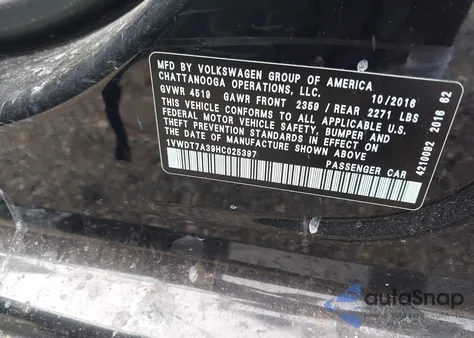 MFD BY VOLKSWAGEN GROUP OF AMERICA
CHATTANOOGA OPERATIONS, LLC. 10/2016
GVWR 4519 GAWR FRONT 2359 / REAR 2271 LBS
THIS VEHICLE CONFORMS TO ALL APPLICABLE U.S.
FEDERAL MOTOR VEHICLE SAFETY, BUMPER AND
THEFT PREVENTION STANDARDS IN EFFECT ON
THE DATE OF MANUFACTURE SHOWN ABOVE
1VWDT7A39HC025397 PASSENGER CAR
4210092 2016 62
autoSnap